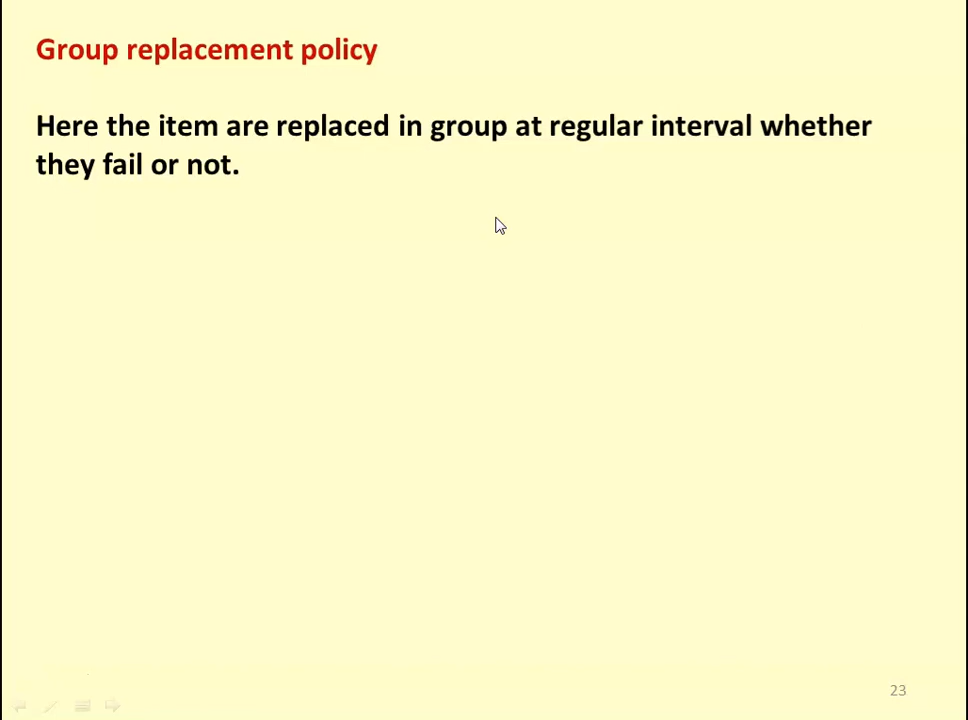 Group replacement policy
Here the item are replaced in group at regular interval whether
they fail or not.
23